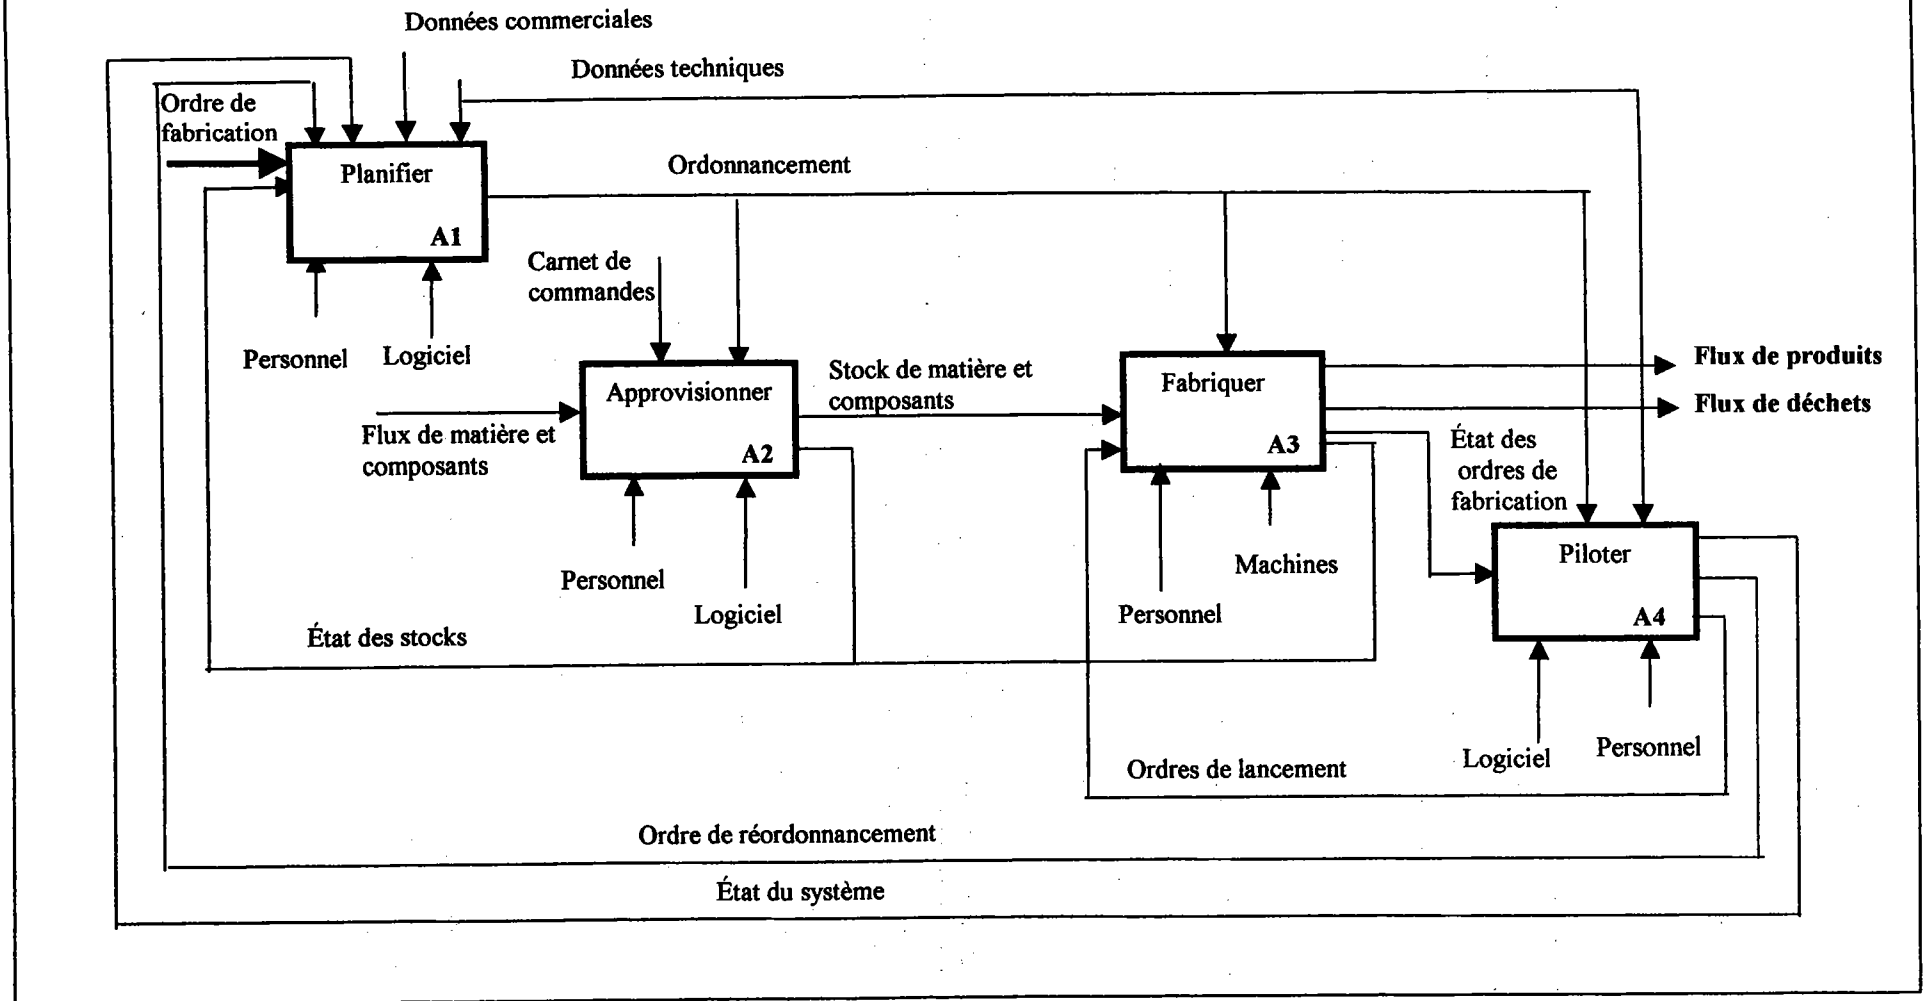 Données commerciales
Données techniques
Ordre de
fabrication
Planifier
A1
Ordonnancement
Personnel
Logiciel
Carnet de
commandes
Approvisionner
A2
Flux de matière et
composants
Stock de matière et
composants
Personnel
Logiciel
Fabriquer
A3
Flux de produits
Flux de déchets
État des
ordres de
fabrication
Machines
Personnel
Piloter
A4
Logiciel
Personnel
État des stocks
Ordres de lancement
Ordre de réordonnancement
État du système